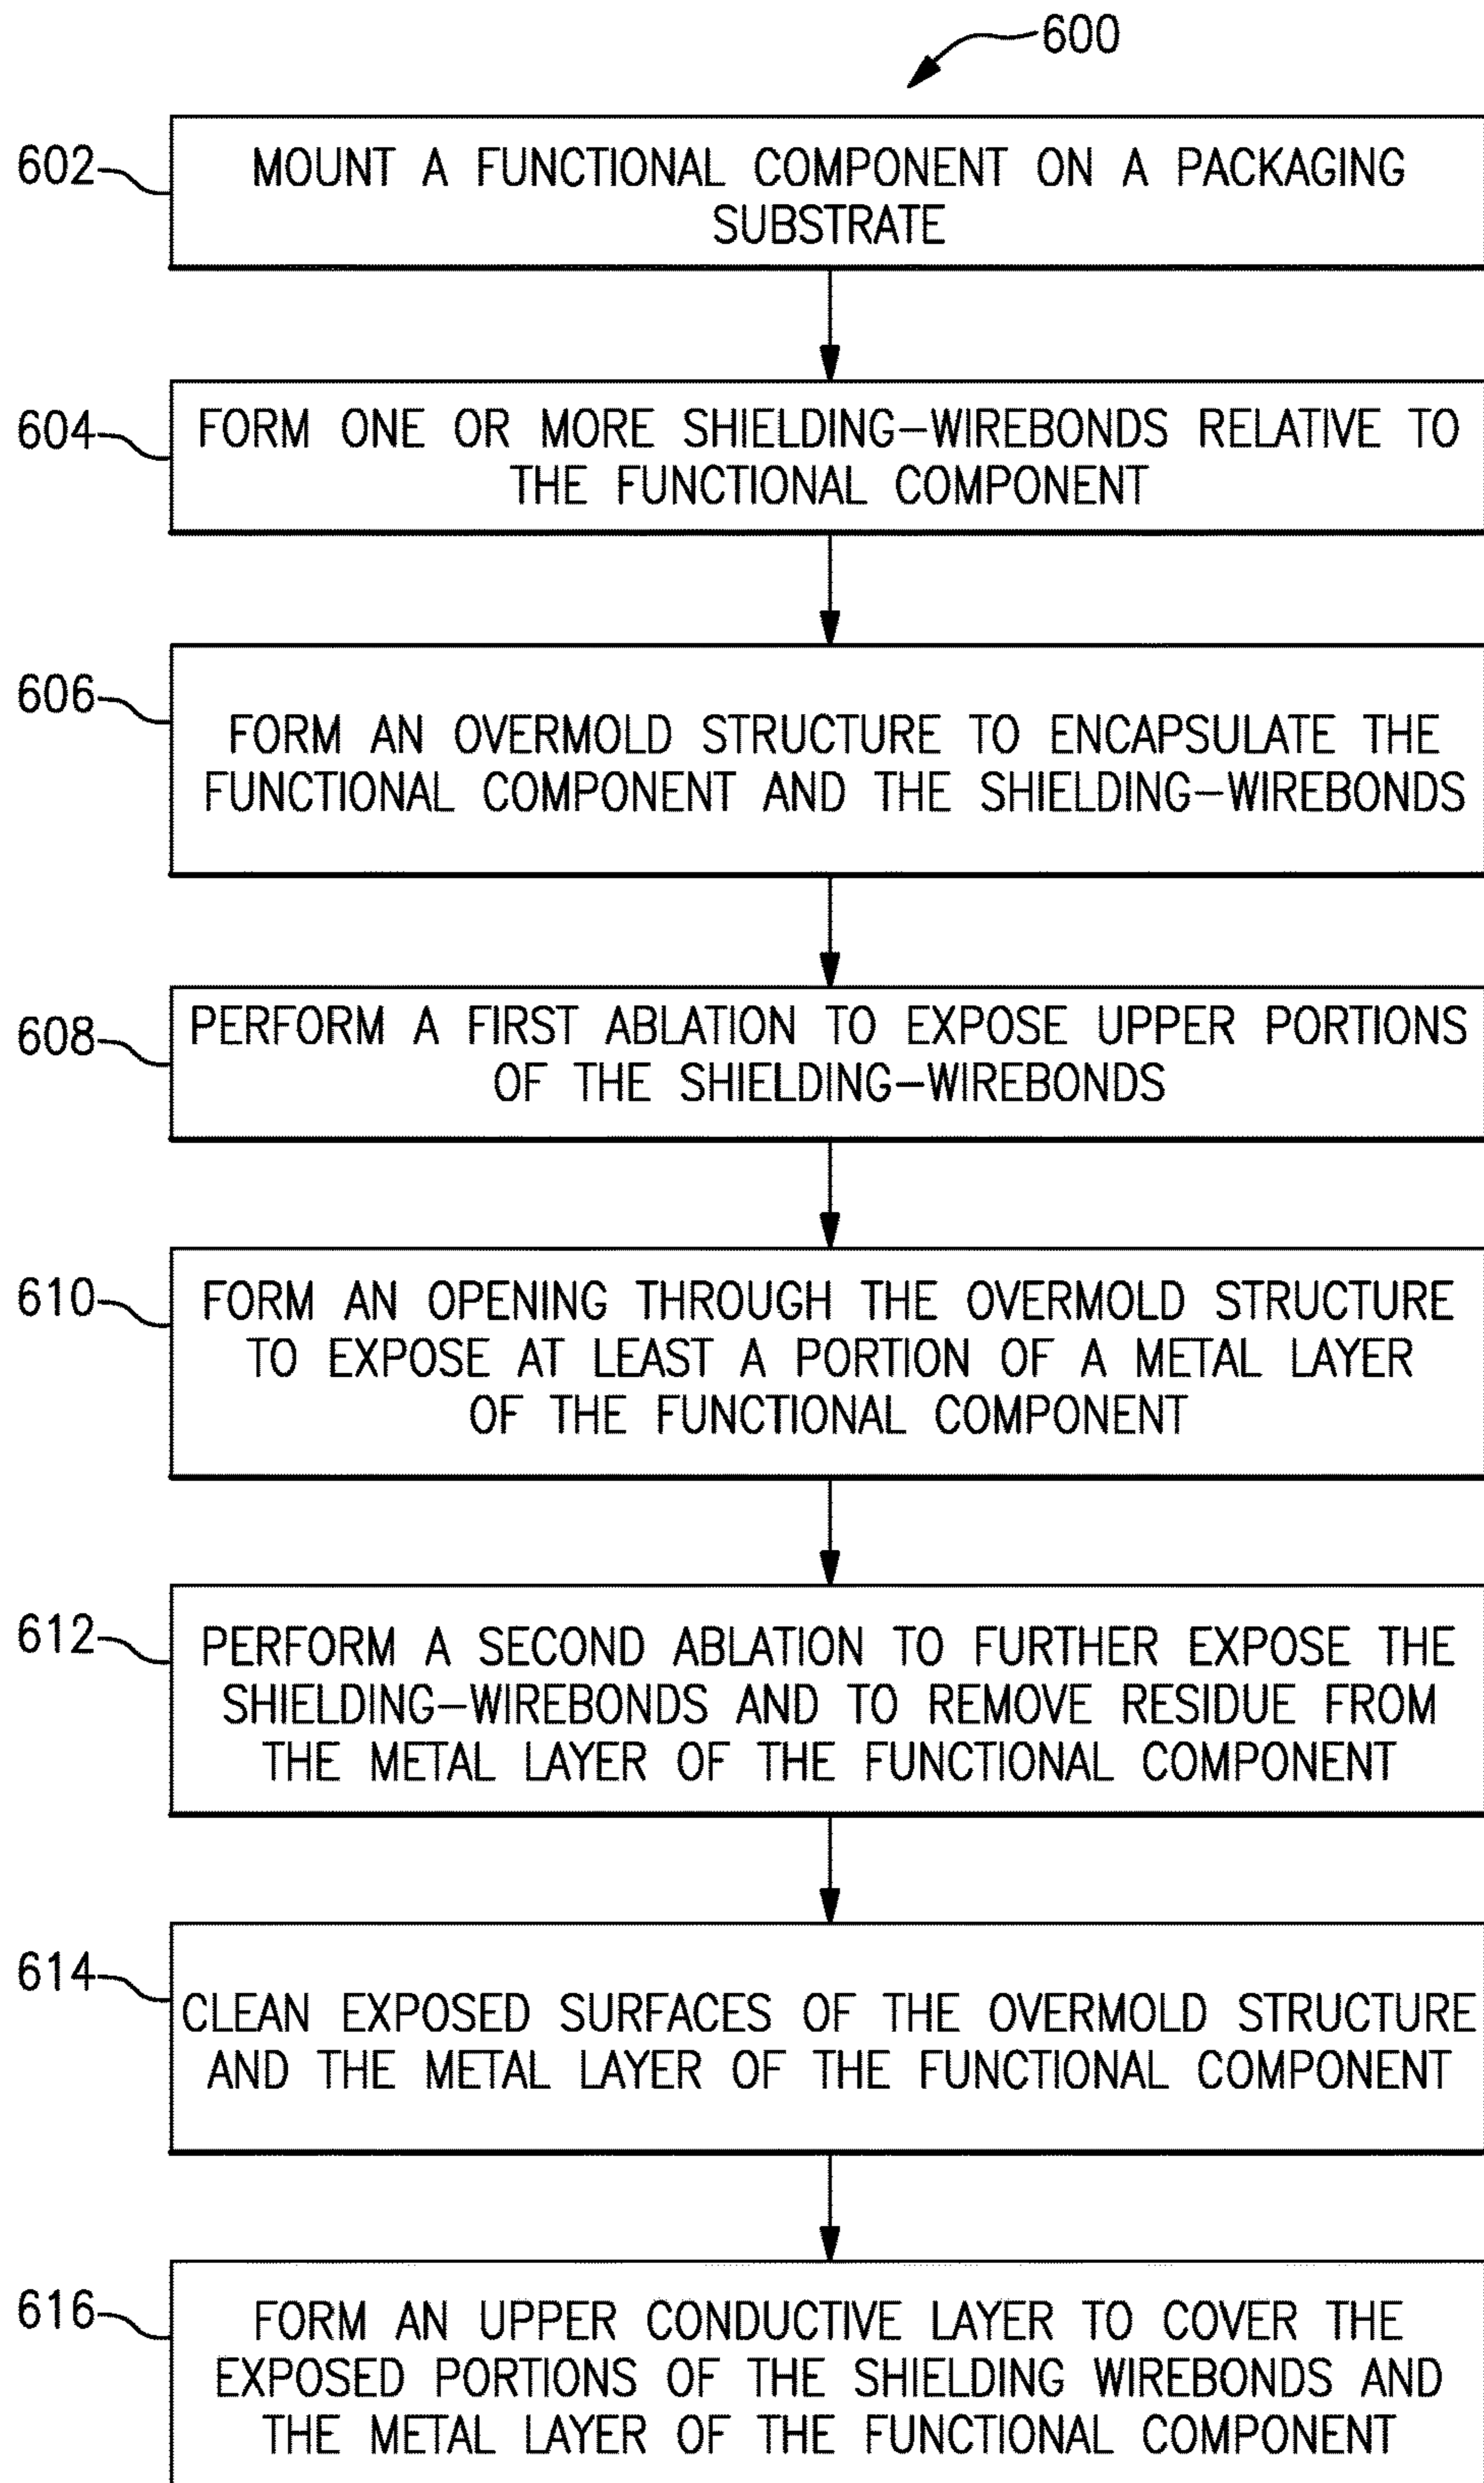 600
602
MOUNT A FUNCTIONAL COMPONENT ON A PACKAGING
SUBSTRATE
604
FORM ONE OR MORE SHIELDING-WIREBONDS RELATIVE TO
THE FUNCTIONAL COMPONENT
606
FORM AN OVERMOLD STRUCTURE TO ENCAPSULATE THE
FUNCTIONAL COMPONENT AND THE SHIELDING-WIREBONDS
608
PERFORM A FIRST ABLATION TO EXPOSE UPPER PORTIONS
OF THE SHIELDING-WIREBONDS
610
FORM AN OPENING THROUGH THE OVERMOLD STRUCTURE
TO EXPOSE AT LEAST A PORTION OF A METAL LAYER
OF THE FUNCTIONAL COMPONENT
612
PERFORM A SECOND ABLATION TO FURTHER EXPOSE THE
SHIELDING-WIREBONDS AND TO REMOVE RESIDUE FROM
THE METAL LAYER OF THE FUNCTIONAL COMPONENT
614
CLEAN EXPOSED SURFACES OF THE OVERMOLD STRUCTURE
AND THE METAL LAYER OF THE FUNCTIONAL COMPONENT
616
FORM AN UPPER CONDUCTIVE LAYER TO COVER THE
EXPOSED PORTIONS OF THE SHIELDING WIREBONDS AND
THE METAL LAYER OF THE FUNCTIONAL COMPONENT